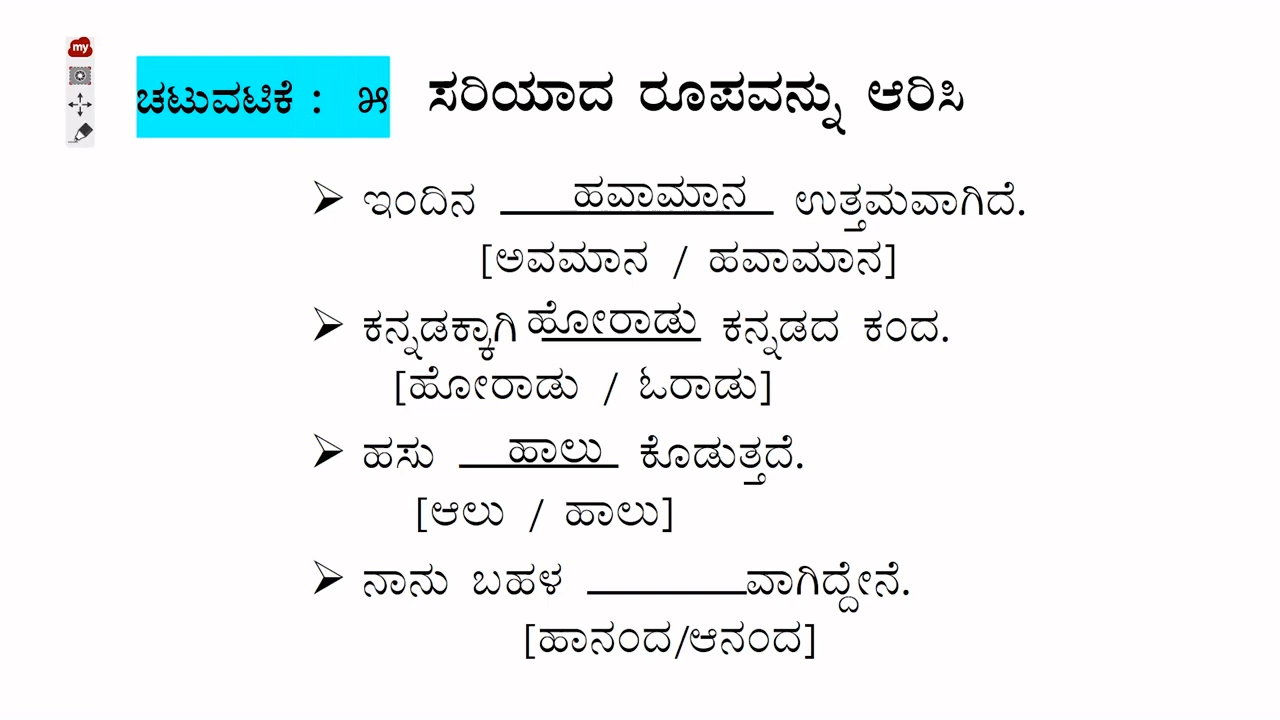 my
ಚಟುವಟಿಕೆ : ೫ ಸರಿಯಾದ ರೂಪವನ್ನು ಆರಿಸಿ
➢ ಇಂದಿನ ಹವಾಮಾನ ಉತ್ತಮವಾಗಿದೆ.
[ಅವಮಾನ / ಹವಾಮಾನ]
➢ ಕನ್ನಡಕ್ಕಾಗಿ ಹೋರಾಡು ಕನ್ನಡದ ಕಂದ.
[ಹೋರಾಡು / ಓರಾಡು]
➢ ಹಸು ಹಾಲು ಕೊಡುತ್ತದೆ.
[ಆಲು / ಹಾಲು]
➢ ನಾನು ಬಹಳ ________ವಾಗಿದ್ದೇನೆ.
[ಹಾನಂದ/ಆನಂದ]